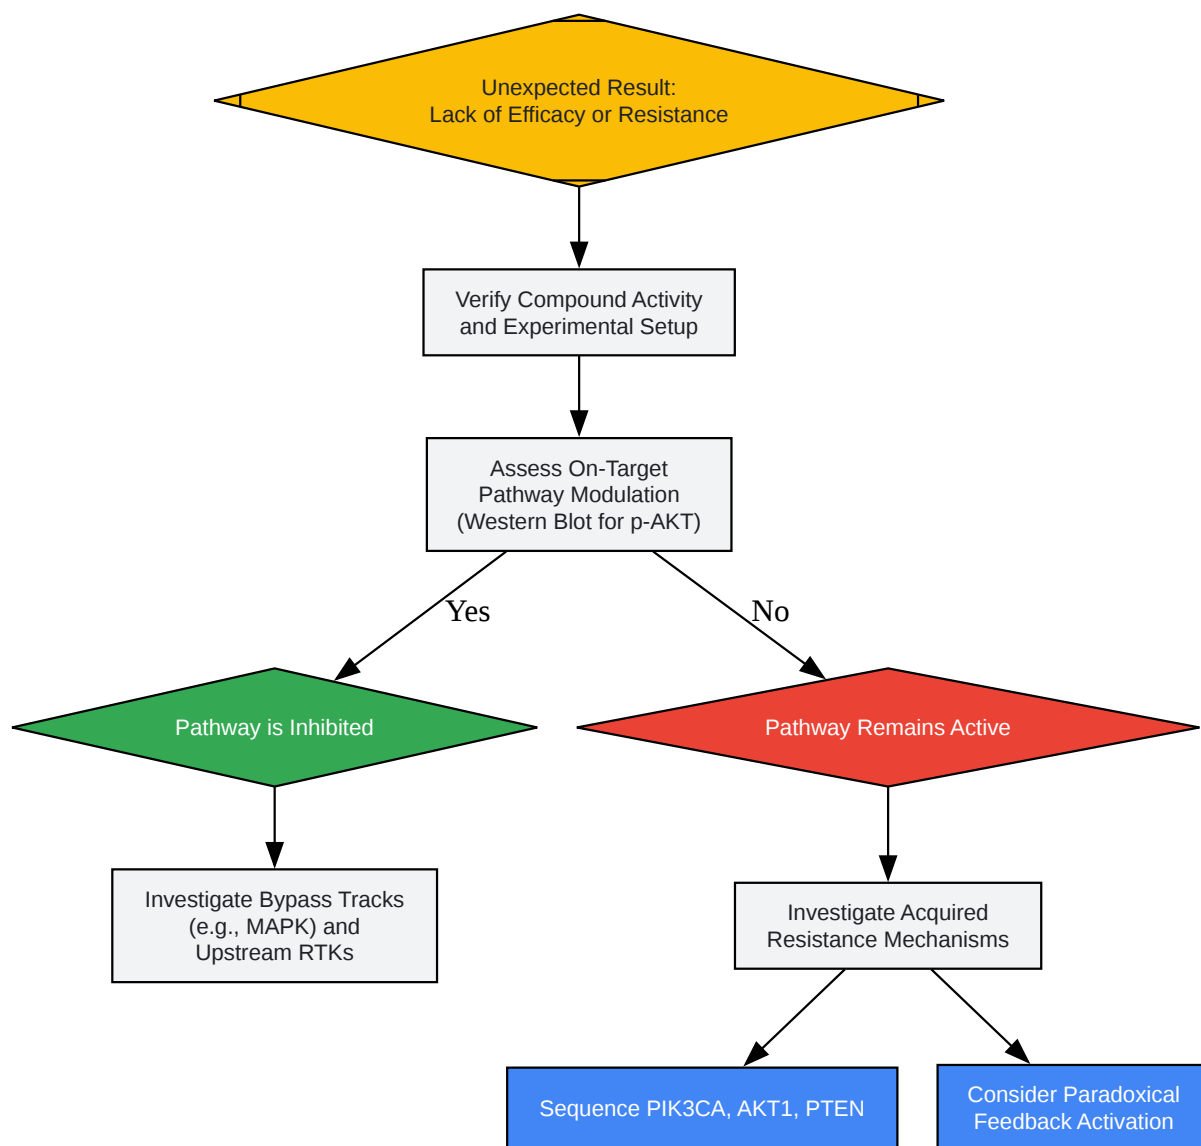 Unexpected Result:
Lack of Efficacy or Resistance
Verify Compound Activity
and Experimental Setup
Assess On-Target
Pathway Modulation
(Western Blot for p-AKT)
Yes
No
Pathway is Inhibited
Pathway Remains Active
Investigate Bypass Tracks
(e.g., MAPK) and
Upstream RTKs
Investigate Acquired
Resistance Mechanisms
Sequence PIK3CA, AKT1, PTEN
Consider Paradoxical
Feedback Activation